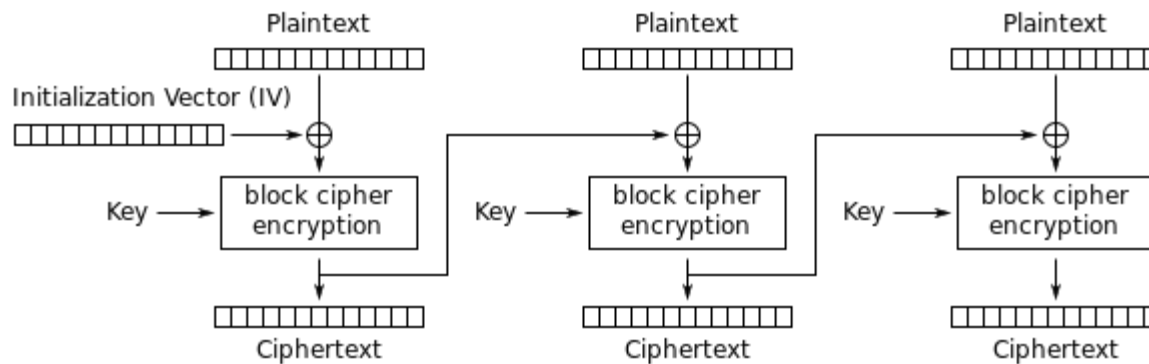 Plaintext
Plaintext
Plaintext
Initialization Vector (IV)
Key
block cipher
encryption
Key
block cipher
encryption
Key
block cipher
encryption
Ciphertext
Ciphertext
Ciphertext